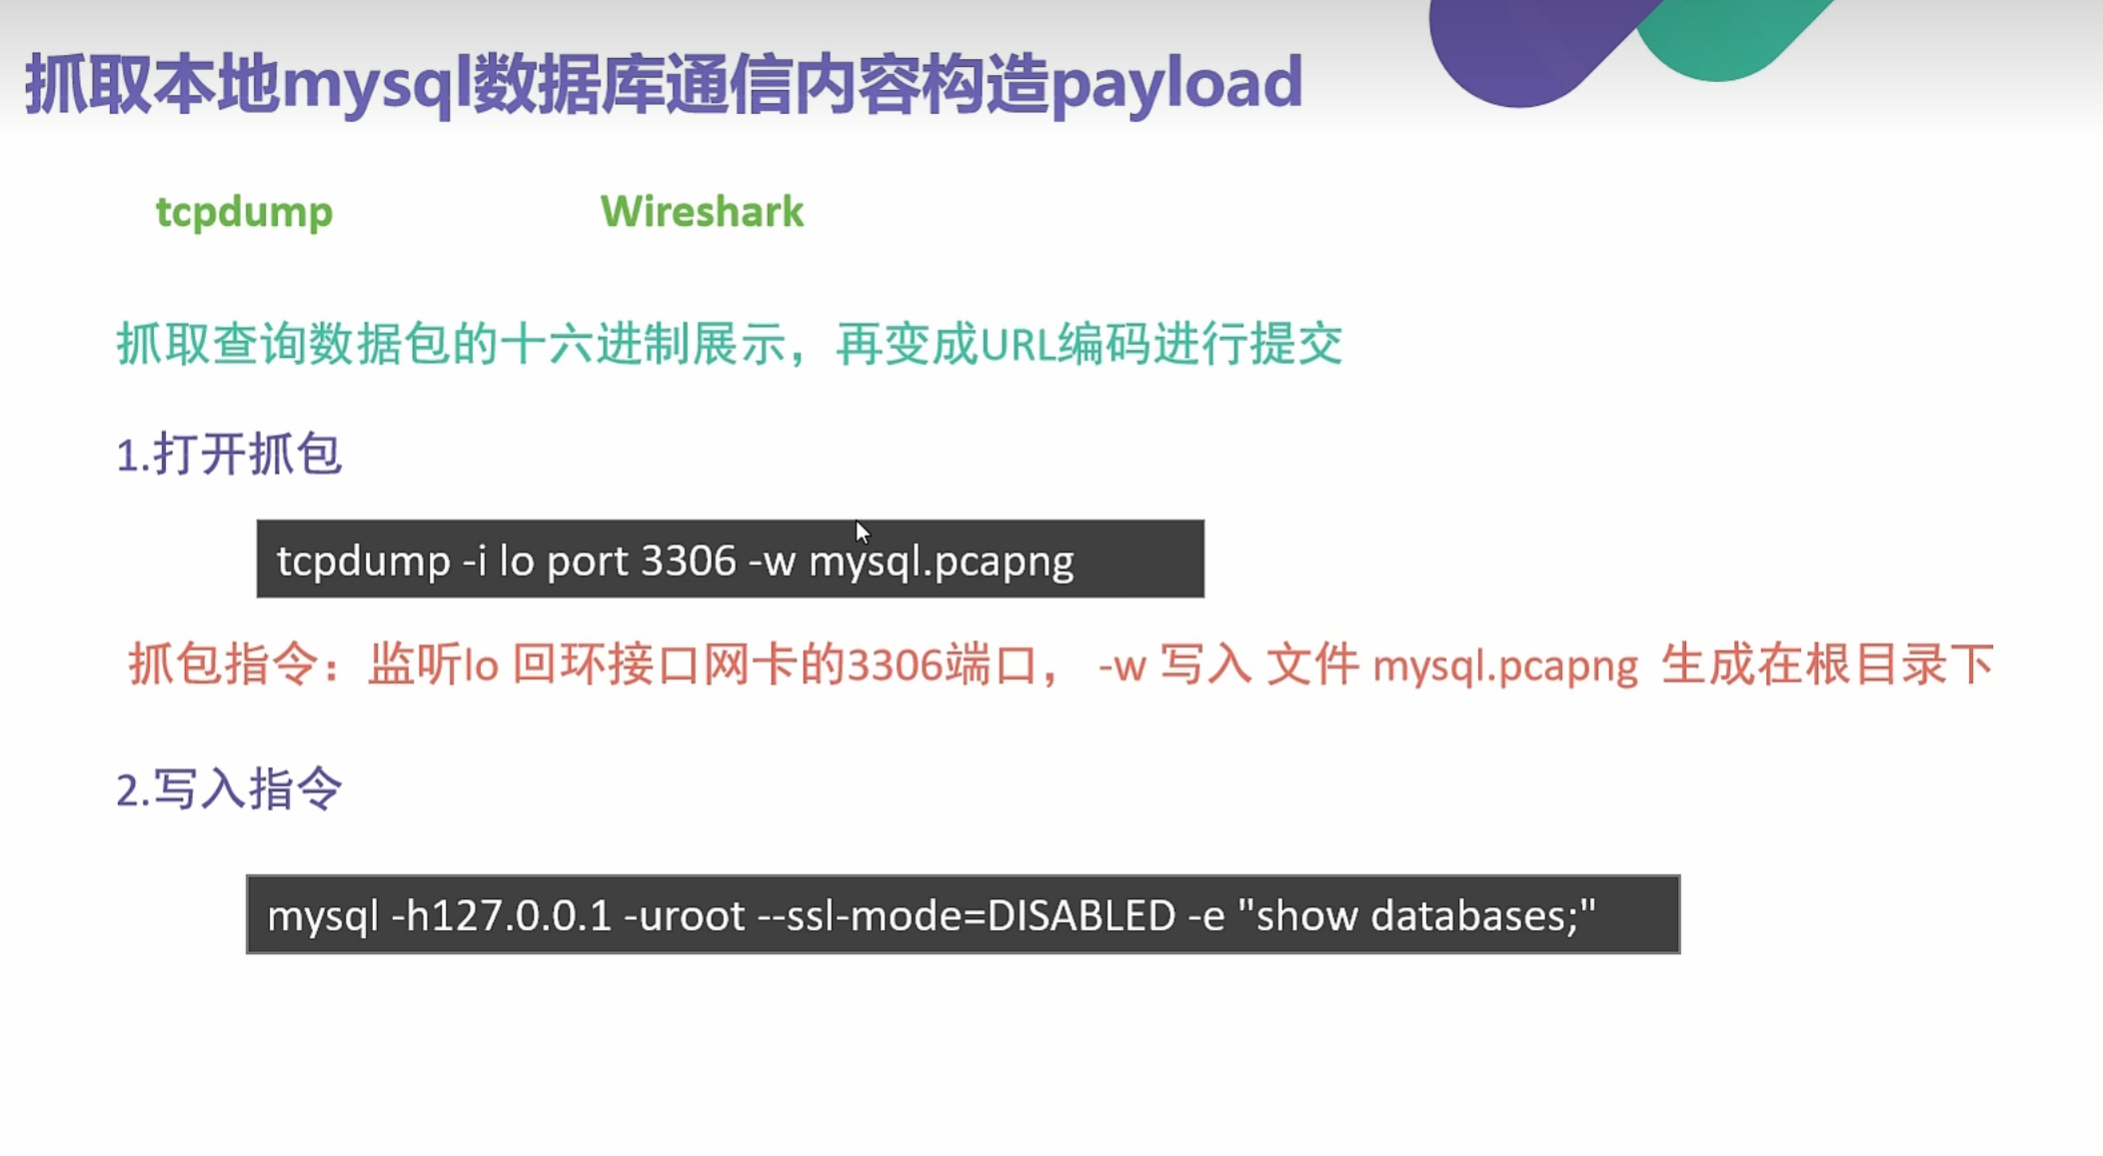 抓取本地mysql数据库通信内容构造payload
tcpdump Wireshark
抓取查询数据包的十六进制展示，再变成URL编码进行提交
1.打开抓包
tcpdump -i lo port 3306 -w mysql.pcapng
抓包指令：监听lo 回环接口网卡的3306端口， -w 写入 文件 mysql.pcapng 生成在根目录下
2.写入指令
mysql -h127.0.0.1 -uroot --ssl-mode=DISABLED -e "show databases;"